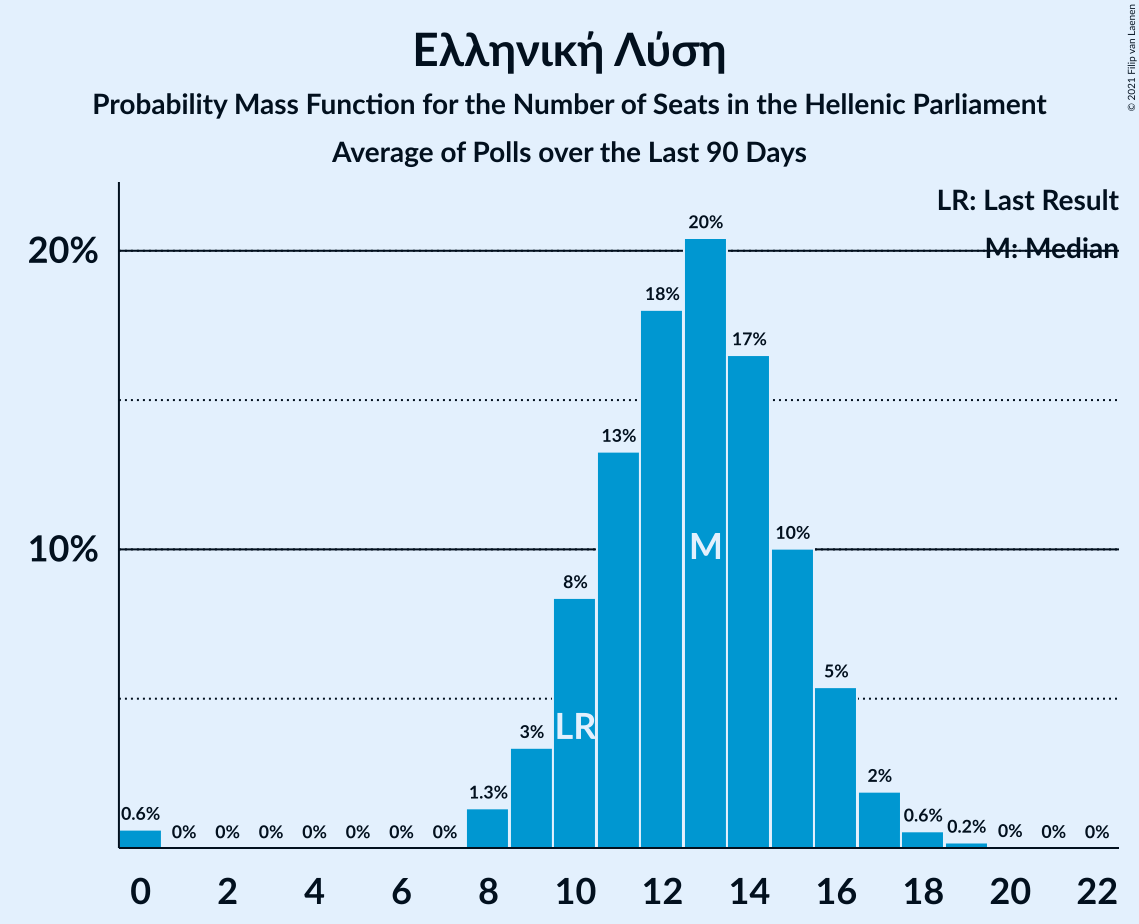 Ελληνική Λύση
Probability Mass Function for the Number of Seats in the Hellenic Parliament
Average of Polls over the Last 90 Days
© 2021 Filip van Laenen
LR: Last Result
M: Median
20%
10%
0.6%
0%
0%
0%
0%
0%
0%
0%
1.3%
3%
8%
13%
18%
20%
17%
10%
5%
2%
0.6%
0.2%
0%
0%
0%
LR
M
0 2 4 6 8 10 12 14 16 18 20 22